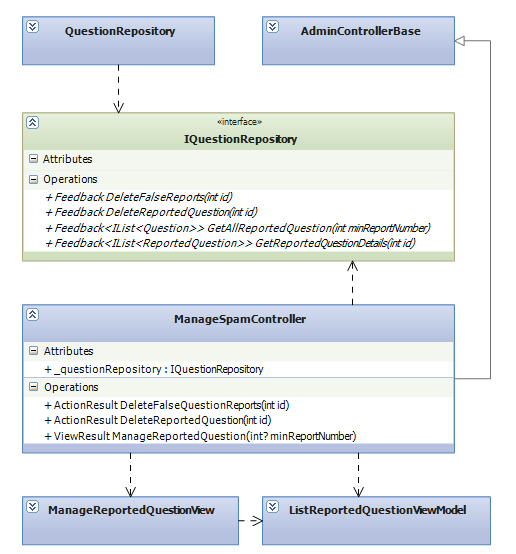 QuestionRepository
AdminControllerBase
«interface»
IQuestionRepository
Attributes
Operations
+ Feedback DeleteFalseReports(int id)
+ Feedback DeleteReportedQuestion(int id)
+ Feedback<IList<Question>> GetAllReportedQuestion(int minReportNumber)
+ Feedback<IList<ReportedQuestion>> GetReportedQuestionDetails(int id)
ManageSpamController
Attributes
+ _questionRepository : IQuestionRepository
Operations
+ ActionResult DeleteFalseQuestionReports(int id)
+ ActionResult DeleteReportedQuestion(int id)
+ ViewResult ManageReportedQuestion(int? minReportNumber)
ManageReportedQuestionView
ListReportedQuestionViewModel